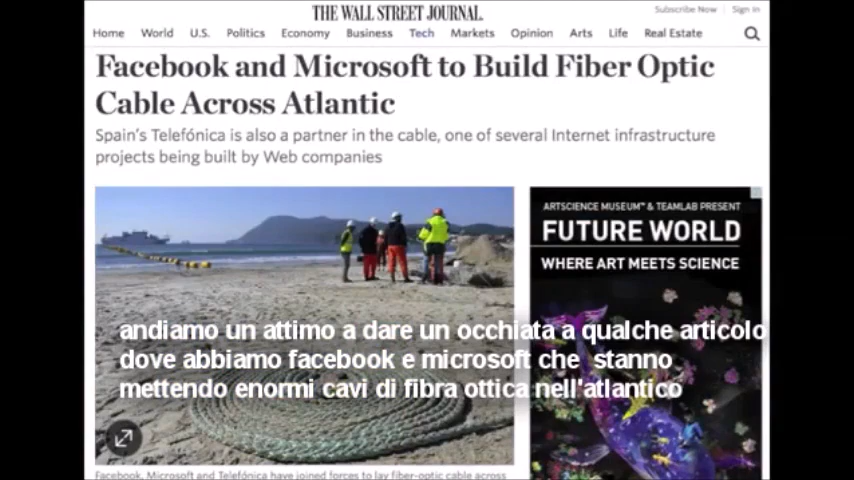 THE WALL STREET JOURNAL.
Subscribe Now | Sign In
Home World U.S. Politics Economy Business Tech Markets Opinion Arts Life Real Estate
Facebook and Microsoft to Build Fiber Optic
Cable Across Atlantic
Spain's Telefónica is also a partner in the cable, one of several Internet infrastructure
projects being built by Web companies
ARTSCIENCE MUSEUM™ & TEAMLAB PRESENT
FUTURE WORLD
WHERE ART MEETS SCIENCE
andiamo un attimo a dare un occhiata a qualche articolo
dove abbiamo facebook e microsoft che stanno
mettendo enormi cavi di fibra ottica nell'atlantico
Facebook, Microsoft and Telefónica have joined forces to lay fiber-optic cable across